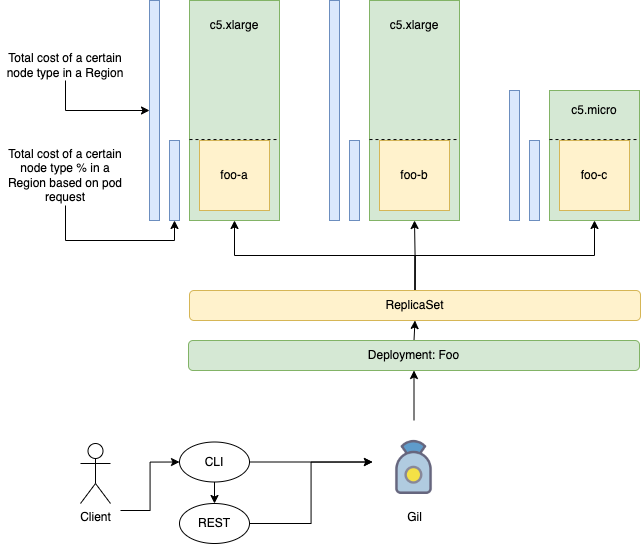 c5.xlarge
c5.xlarge
Total cost of a certain
node type in a Region
c5.micro
Total cost of a certain
node type % in a
Region based on pod
request
foo-a
foo-b
foo-c
ReplicaSet
Deployment: Foo
CLI
Client
REST
Gil